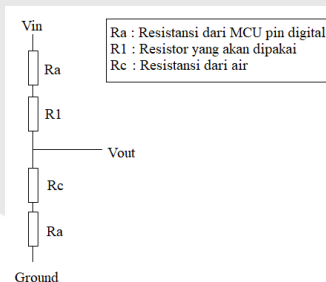 Vin
Ra : Resistansi dari MCU pin digital
R1 : Resistor yang akan dipakai
Rc : Resistansi dari air
Ra
R1
Vout
Rc
Ra
Ground